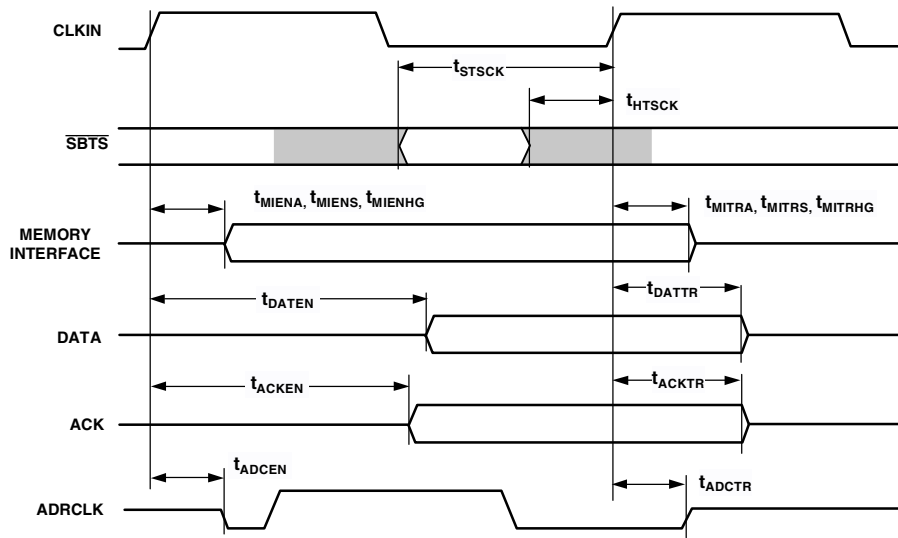 CLKIN
tSTSCK
tHTSCK
SBTS
tMIENA, tMIENS, tMIENHG
tMITRA, tMITRS, tMITRHG
MEMORY
INTERFACE
tDATEN
tDATTR
DATA
tACKEN
tACKTR
ACK
tADCEN
tADCTR
ADRCLK